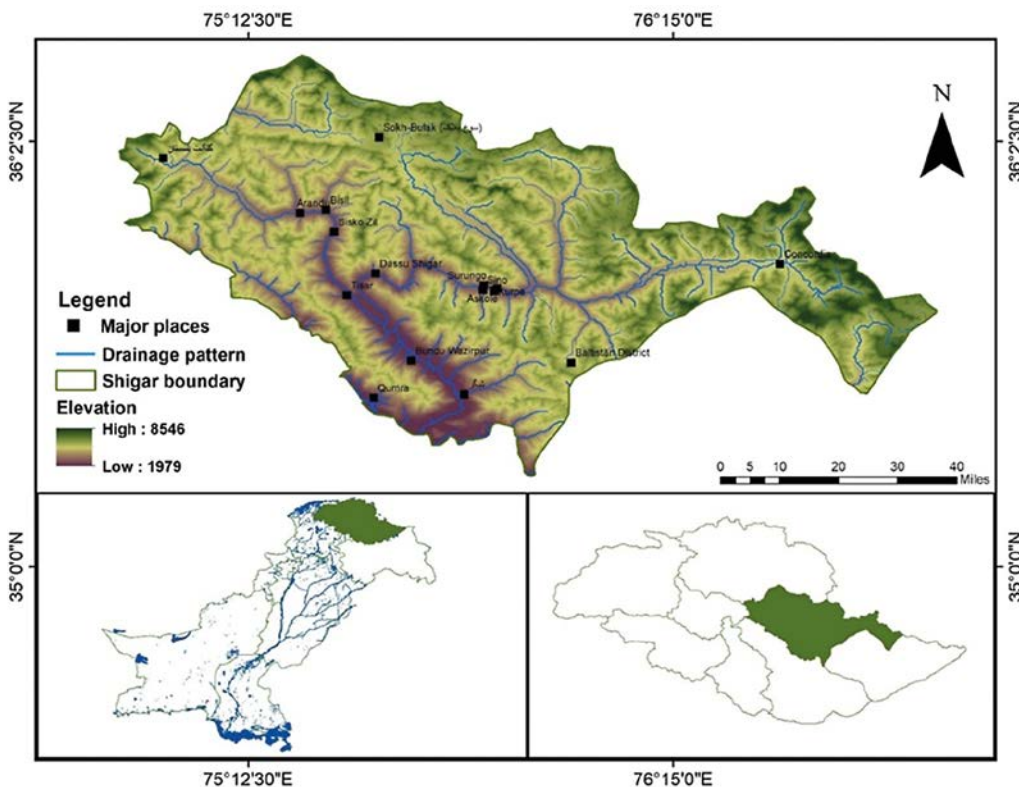 75°12'30"E 76°15'0"E
36°2'30"N
36°2'30"N
N
Sokh-Bulak
Arandu
Bisil
Bisko Zil
Dassu Shigar
Tisar
Surungo
Askole
Concordia
Bundu Wazirpur
Baltistan District
Qumra
شگر
Legend
Major places
Drainage pattern
Shigar boundary
Elevation
High : 8546
Low : 1979
0 5 10 20 30 40
Miles
35°0'0"N
35°0'0"N
75°12'30"E 76°15'0"E